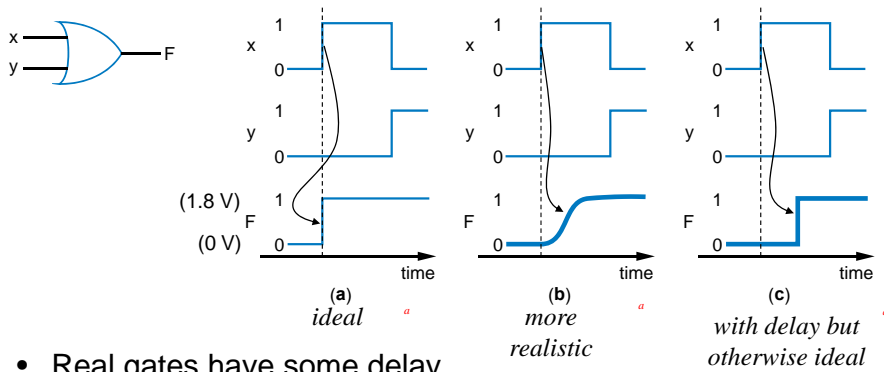 x
y
F
1
x
0
1
y
0
(1.8 V)
1
F
(0 V)
0
time
(a)
ideal
a
1
x
0
1
y
0
1
F
0
time
(b)
more
realistic
a
1
x
0
1
y
0
1
F
0
time
(c)
with delay but
otherwise ideal
• Real gates have some delay